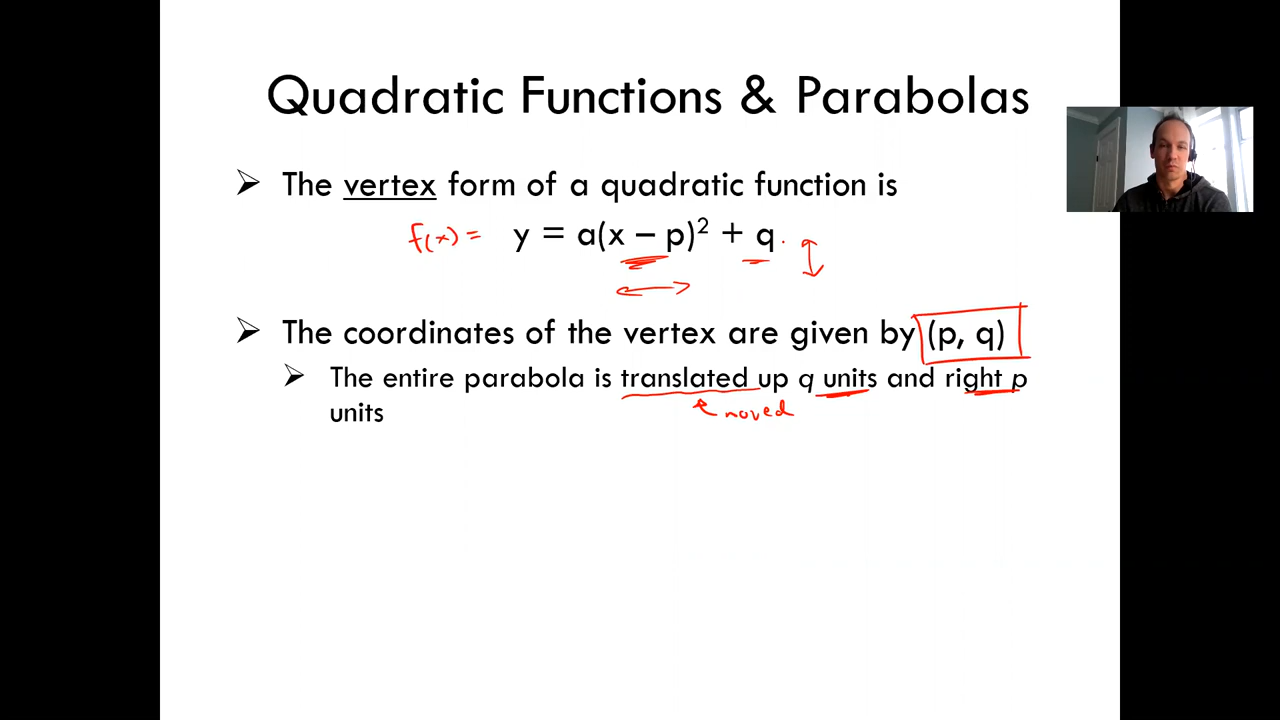 Quadratic Functions & Parabolas
➢ The vertex form of a quadratic function is
f(x) = y = a(x – p)² + q
➢ The coordinates of the vertex are given by (p, q)
➢ The entire parabola is translated up q units and right p
moved
units